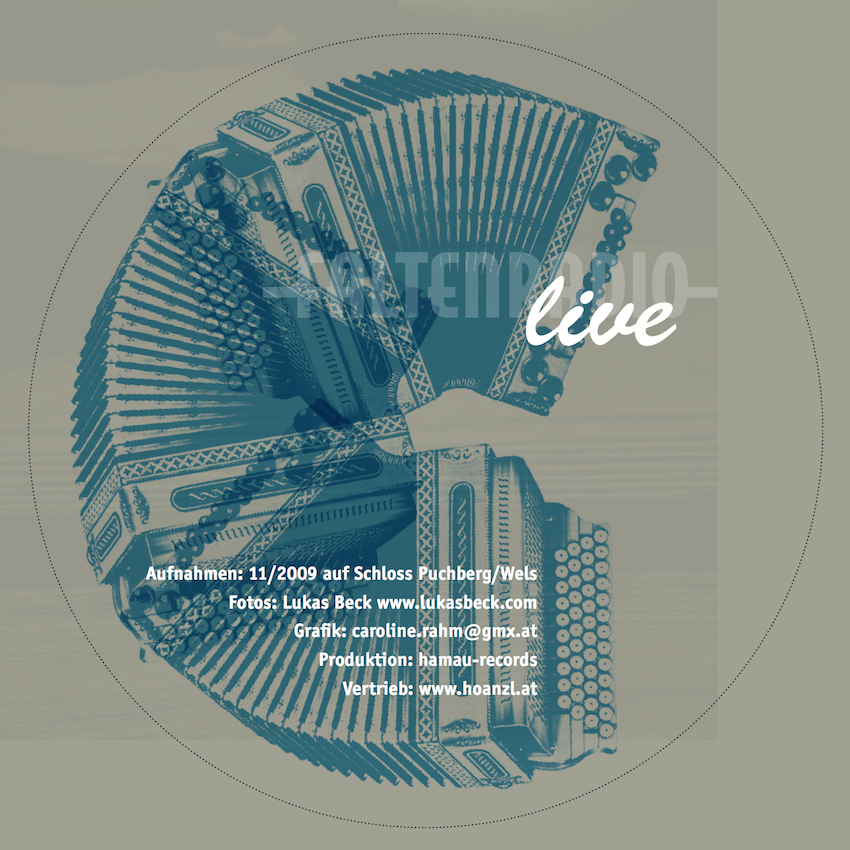 FALTENRADIO
live
Aufnahmen: 11/2009 auf Schloss Puchberg/Wels
Fotos: Lukas Beck www.lukasbeck.com
Grafik: caroline.rahm@gmx.at
Produktion: hamau-records
Vertrieb: www.hoanzl.at